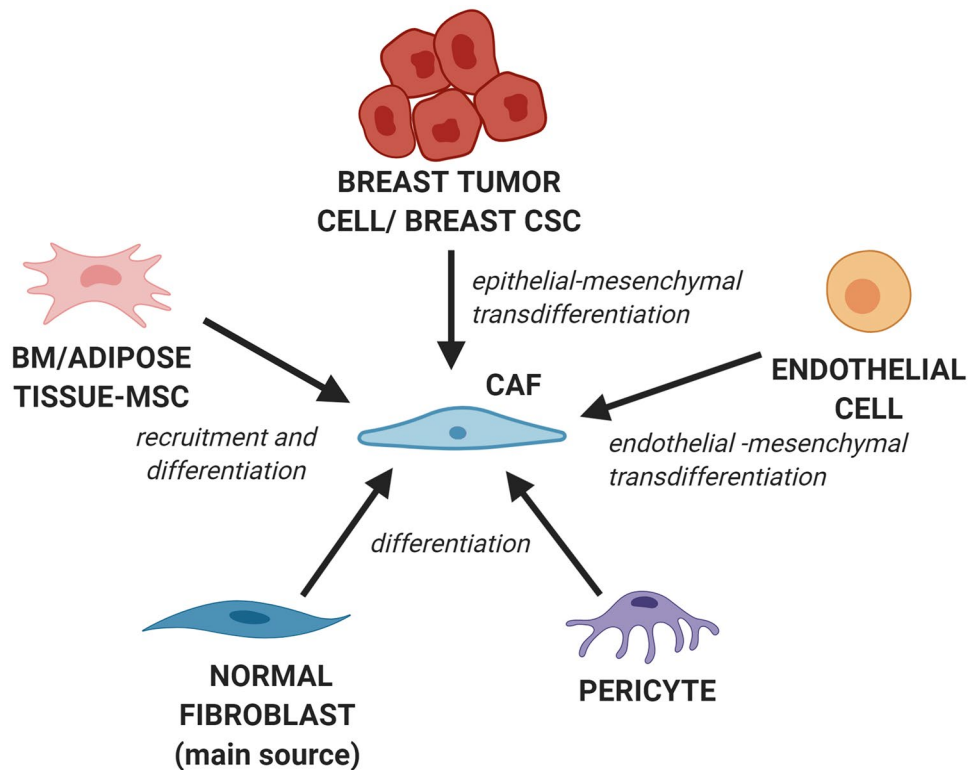 BREAST TUMOR
CELL/ BREAST CSC
epithelial-mesenchymal
transdifferentiation
BM/ADIPOSE
TISSUE-MSC
recruitment and
differentiation
CAF
ENDOTHELIAL
CELL
endothelial -mesenchymal
transdifferentiation
differentiation
NORMAL
FIBROBLAST
(main source)
PERICYTE